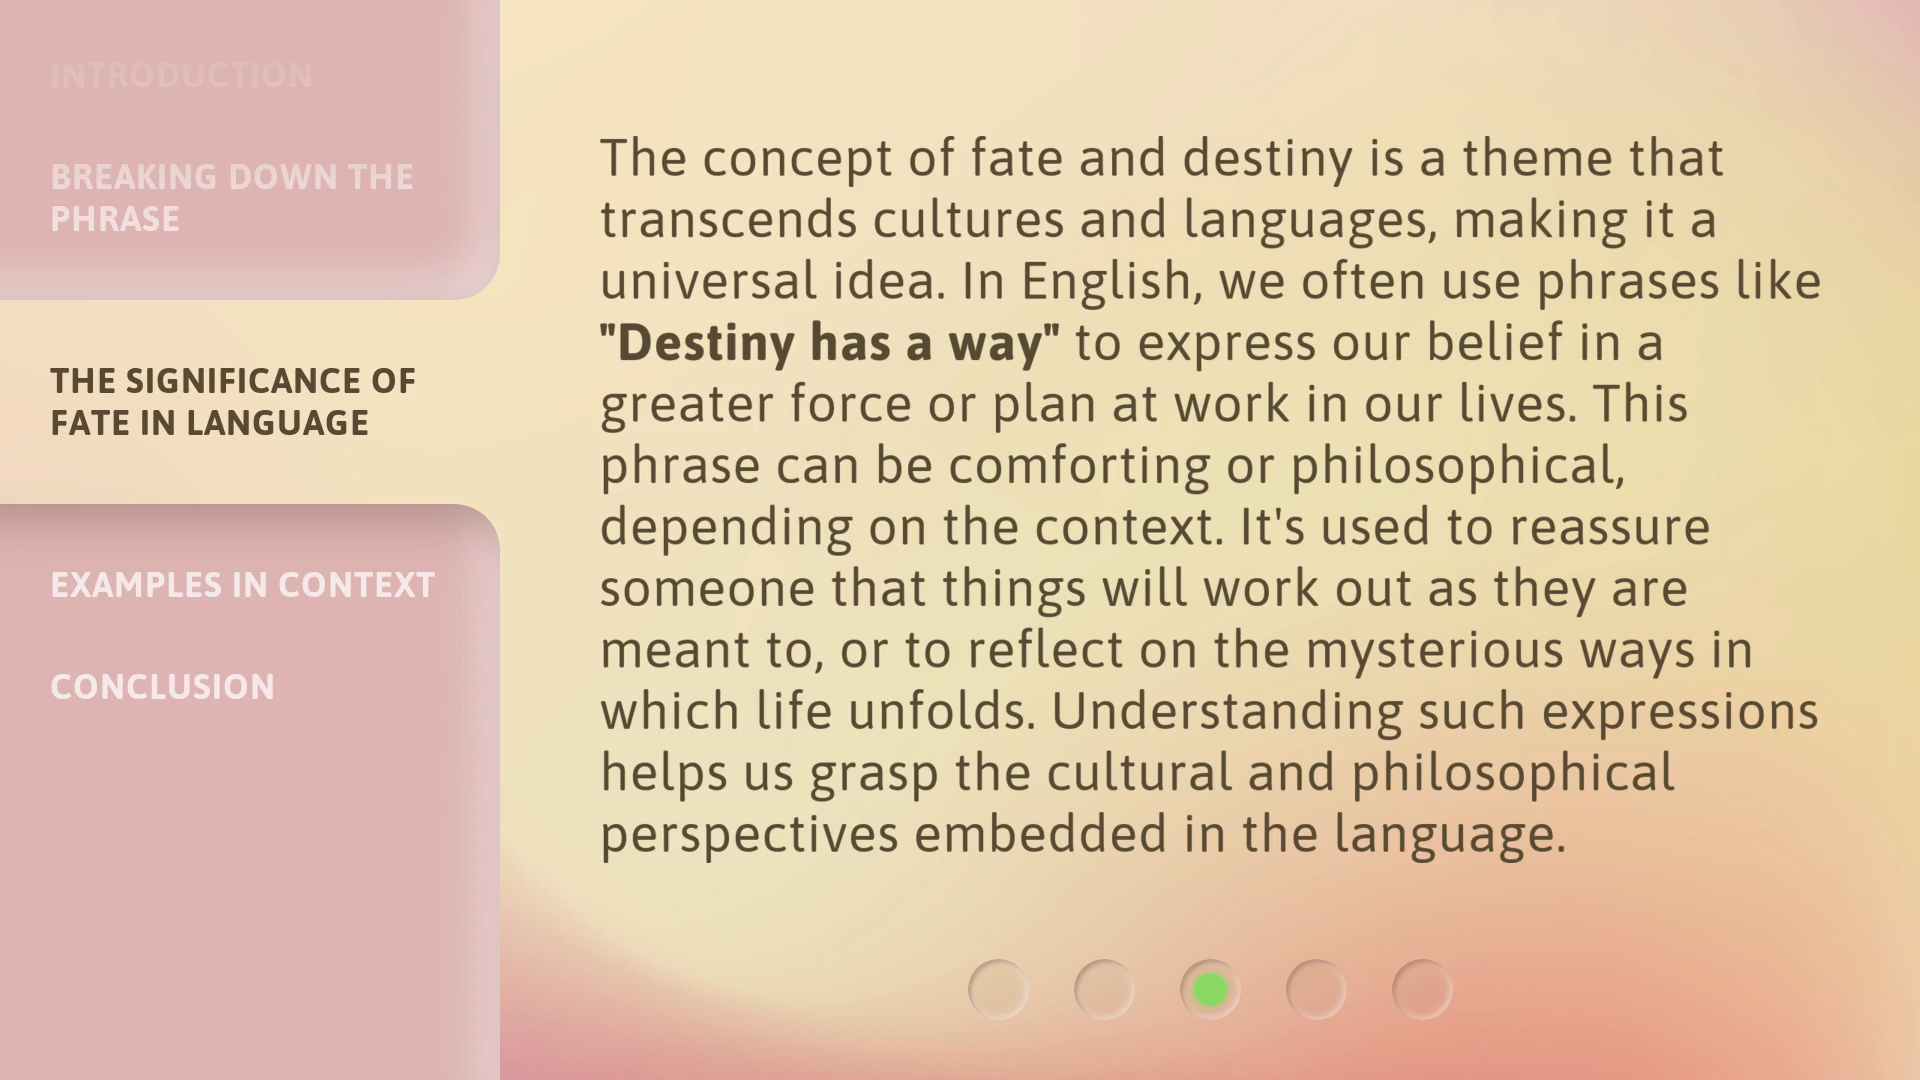 INTRODUCTION
BREAKING DOWN THE
PHRASE
THE SIGNIFICANCE OF
FATE IN LANGUAGE
EXAMPLES IN CONTEXT
CONCLUSION
The concept of fate and destiny is a theme that
transcends cultures and languages, making it a
universal idea. In English, we often use phrases like
"Destiny has a way" to express our belief in a
greater force or plan at work in our lives. This
phrase can be comforting or philosophical,
depending on the context. It's used to reassure
someone that things will work out as they are
meant to, or to reflect on the mysterious ways in
which life unfolds. Understanding such expressions
helps us grasp the cultural and philosophical
perspectives embedded in the language.